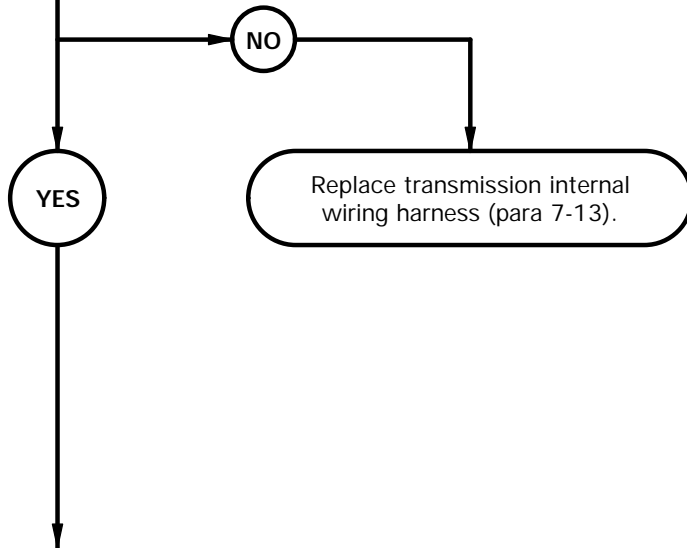 NO
YES
Replace transmission internal
wiring harness (para 7-13).